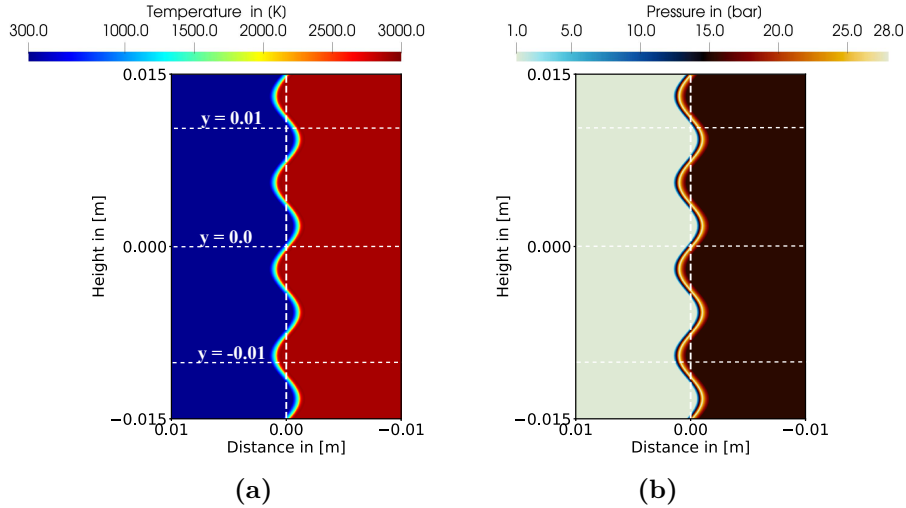 Temperature in (K)
300.0 1000.0 1500.0 2000.0 2200.0 3000.0
0.015
y = 0.01
0.000
y = 0.0
y = -0.01
−0.015
0.01 0.00 −0.01
Height in [m]
Distance in [m]
(a)
Pressure in (bar)
1.0 5.0 10.0 15.0 20.0 25.0 28.0
0.015
0.000
−0.015
0.01 0.00 −0.01
Height in [m]
Distance in [m]
(b)